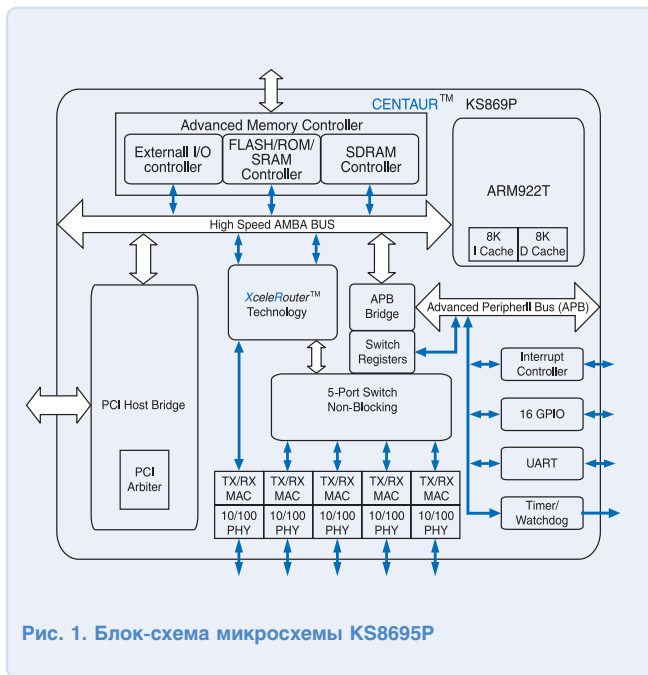 CENTAUR™ KS869P
Advanced Memory Controller
Externall I/O
controller
FLASH/ROM/
SRAM
Controller
SDRAM
Controller
ARM922T
8K
I Cache
8K
D Cache
High Speed AMBA BUS
XceleRouter™
Technology
APB
Bridge
Advanced Peripherll Bus (APB)
Switch
Registers
PCI Host Bridge
PCI
Arbiter
5-Port Switch
Non-Blocking
Interrupt
Controller
16 GPIO
UART
Timer/
Watchdog
TX/RX
MAC
TX/RX
MAC
TX/RX
MAC
TX/RX
MAC
TX/RX
MAC
10/100
PHY
10/100
PHY
10/100
PHY
10/100
PHY
10/100
PHY
Рис. 1. Блок-схема микросхемы KS8695P